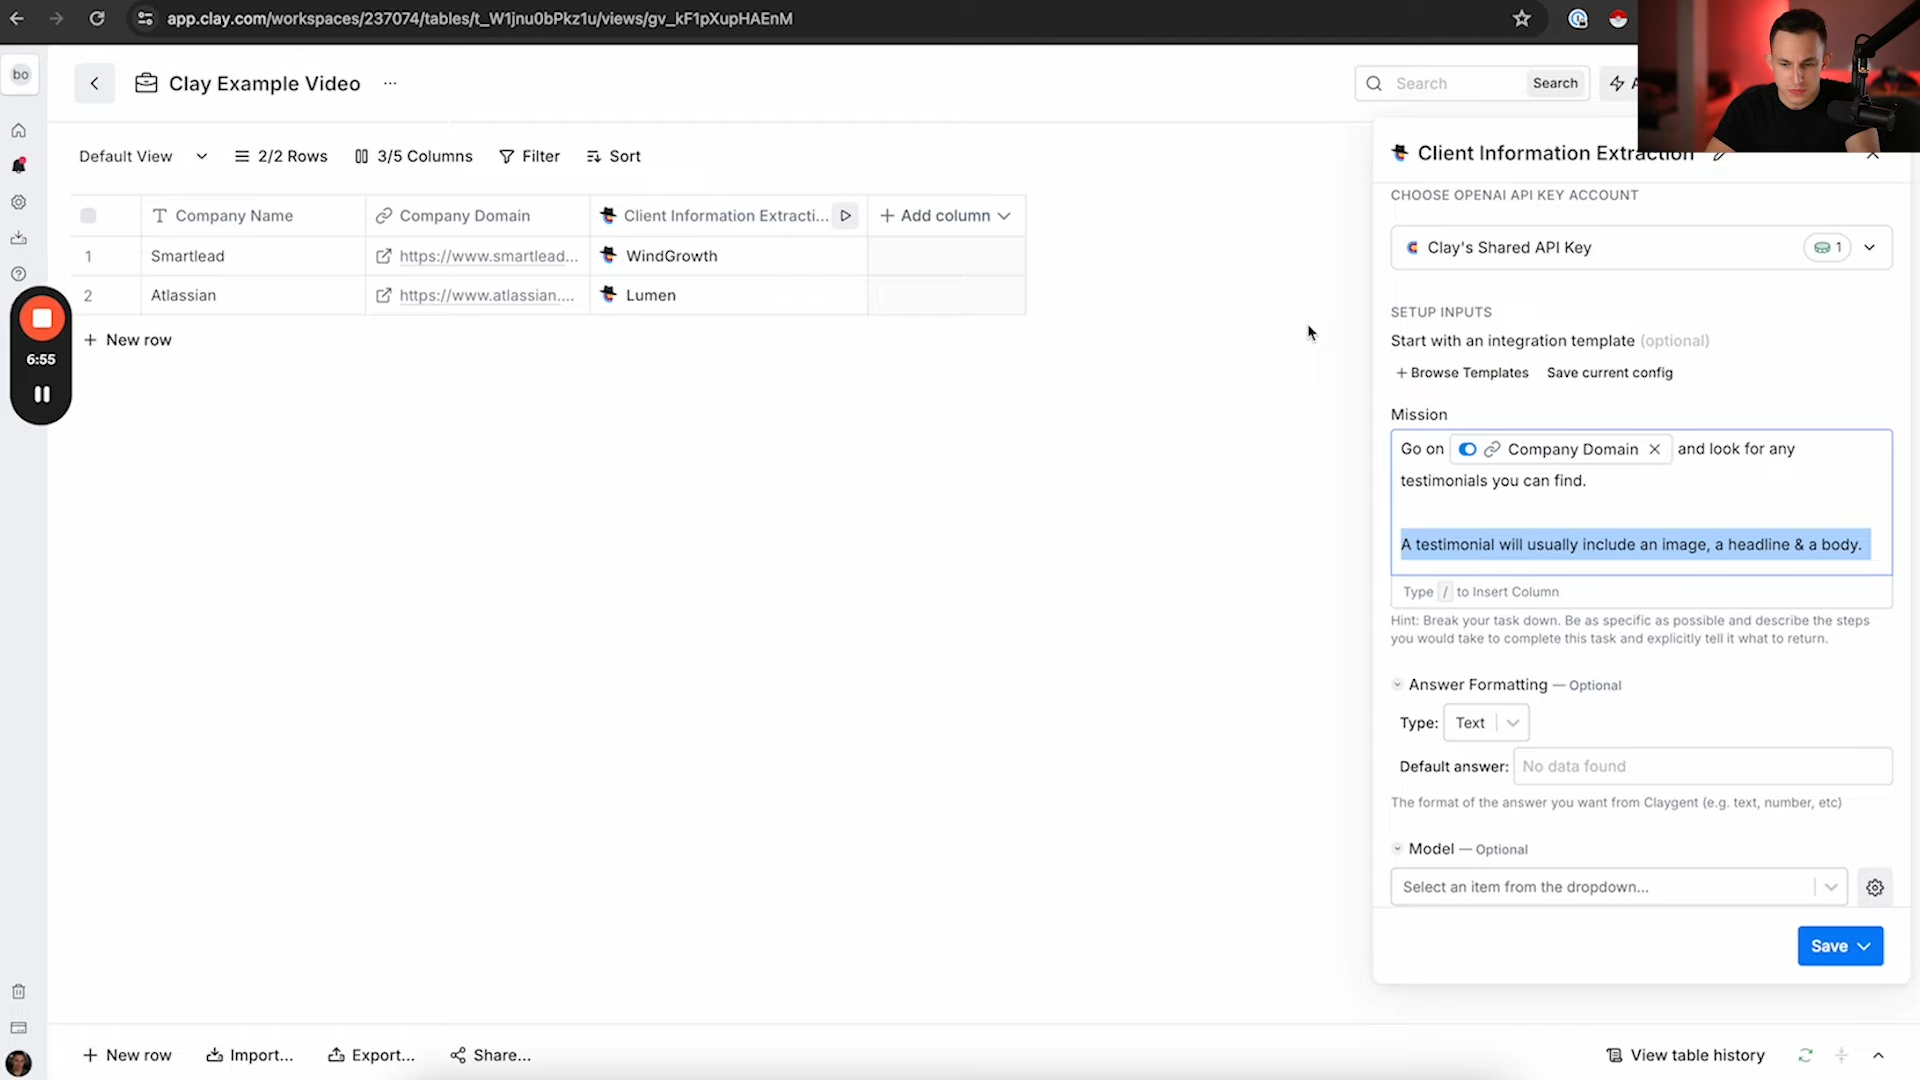 app.clay.com/workspaces/237074/tables/t_W1jnu0bPkz1u/views/gv_kF1pXupHAEnM
bo
Clay Example Video
...
Search
Search
Default View
2/2 Rows
3/5 Columns
Filter
Sort
Company Name
Company Domain
Client Information Extracti...
+ Add column
1
Smartlead
https://www.smartlead...
WindGrowth
2
Atlassian
https://www.atlassian....
Lumen
+ New row
6:55
Client Information Extraction
CHOOSE OPENAI API KEY ACCOUNT
Clay's Shared API Key
1
SETUP INPUTS
Start with an integration template (optional)
+ Browse Templates
Save current config
Mission
Go on Company Domain and look for any
testimonials you can find.
A testimonial will usually include an image, a headline & a body.
Type / to Insert Column
Hint: Break your task down. Be as specific as possible and describe the steps
you would take to complete this task and explicitly tell it what to return.
Answer Formatting — Optional
Type: Text
Default answer: No data found
The format of the answer you want from Claygent (e.g. text, number, etc)
Model — Optional
Select an item from the dropdown...
Save
+ New row
Import...
Export...
Share...
View table history